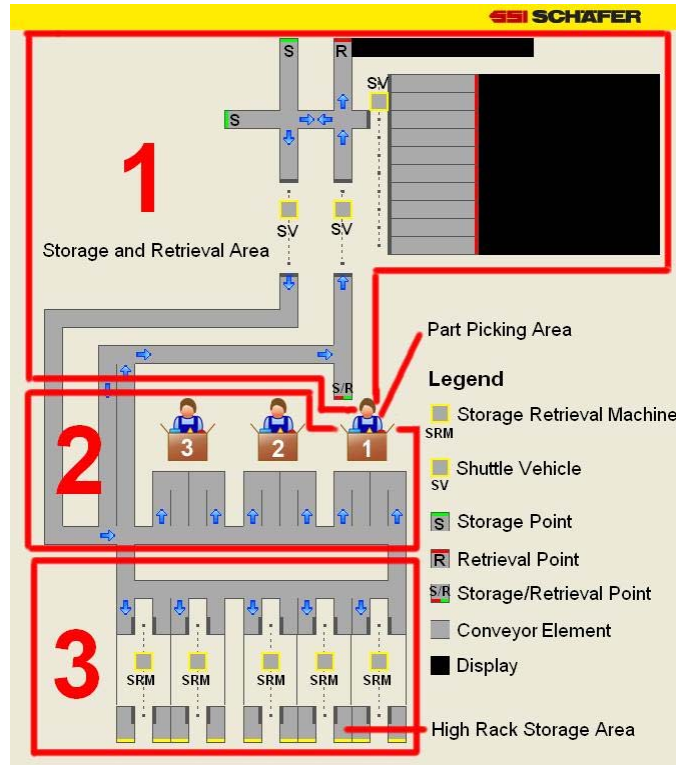 SSI SCHÄFER
S
R
SV
S
1
SV
SV
Storage and Retrieval Area
Part Picking Area
S/R
Legend
Storage Retrieval Machine
SRM
3
2
1
2
Shuttle Vehicle
SV
S Storage Point
R Retrieval Point
S/R Storage/Retrieval Point
Conveyor Element
Display
3
SRM
SRM
SRM
SRM
SRM
High Rack Storage Area